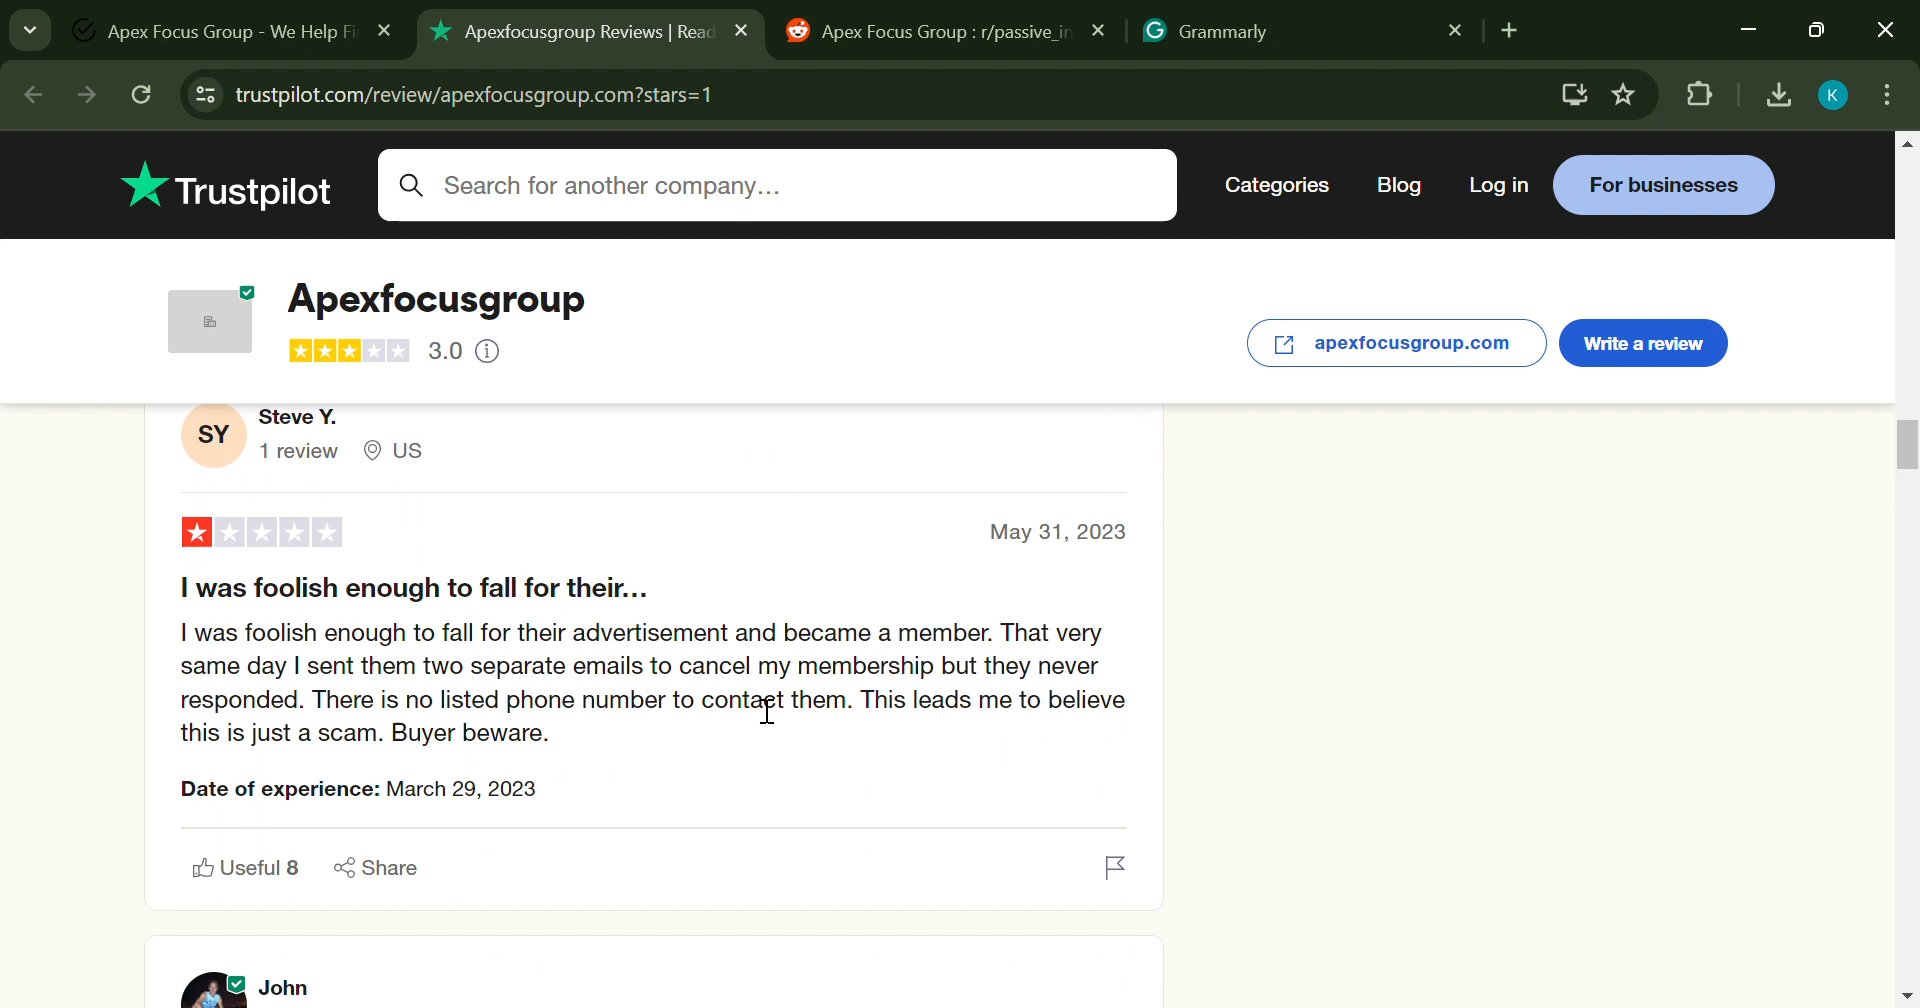 Apex Focus Group - We Help Fi
Apexfocusgroup Reviews | Read
Apex Focus Group : r/passive_in
Grammarly
trustpilot.com/review/apexfocusgroup.com?stars=1
K
Trustpilot
Search for another company...
Categories
Blog
Log in
For businesses
Apexfocusgroup
3.0
apexfocusgroup.com
Write a review
SY
Steve Y.
1 review US
May 31, 2023
I was foolish enough to fall for their...
I was foolish enough to fall for their advertisement and became a member. That very
same day I sent them two separate emails to cancel my membership but they never
responded. There is no listed phone number to contact them. This leads me to believe
this is just a scam. Buyer beware.
Date of experience: March 29, 2023
Useful 8
Share
John